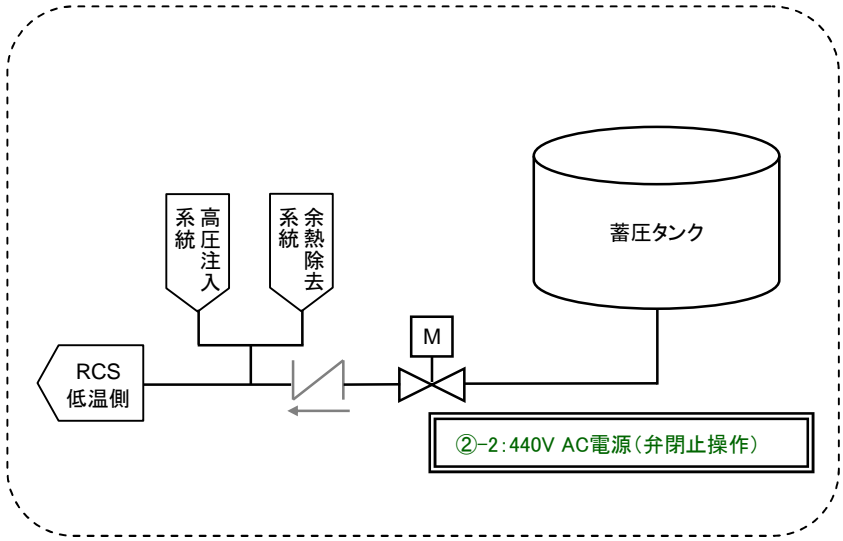 蓄圧タンク
高圧注入
系統
余熱除去
系統
M
RCS
低温側
②-2:440V AC電源(弁閉止操作)